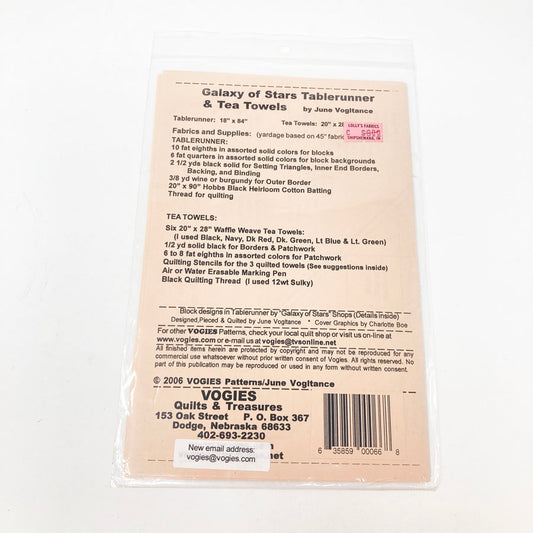 Galaxy of Stars Tablerunner
& Tea Towels by June Vogltance
Tablerunner: 18" x 84" Tea Towels: 20" x 28"
LOLLY'S FABRICS
SHIPSHEWANA, IN
Fabrics and Supplies: (yardage based on 45" fabric
TABLERUNNER:
10 fat eighths in assorted solid colors for blocks
6 fat quarters in assorted solid colors for block backgrounds
2 1/2 yds black solid for Setting Triangles, Inner End Borders,
Backing, and Binding
3/8 yd wine or burgundy for Outer Border
20" x 90" Hobbs Black Heirloom Cotton Batting
Thread for quilting
TEA TOWELS:
Six 20" x 28" Waffle Weave Tea Towels:
(I used Black, Navy, Dk Red, Dk. Green, Lt Blue & Lt. Green)
1/2 yd solid black for Borders & Patchwork
6 to 8 fat eighths in assorted colors for Patchwork
Quilting Stencils for the 3 quilted towels (See suggestions inside)
Air or Water Erasable Marking Pen
Black Quilting Thread (I used 12wt Sulky)
Block designs in Tablerunner by "Galaxy of Stars" Shops (Details inside)
Designed,Pieced & Quilted by June Vogltance * Cover Graphics by Charlotte Boe
For other VOGIES Patterns, check your local quilt shop or visit us on-line at
www.vogies.com or e-mail us at vogies@tvsonline.net
All finished items herein are protected by copyright and may not be reproduced for any
commercial use whatsoever without prior written consent of Vogies. All rights reserved. No
part of this publication may be reproduced or used in any form without written consent.
© 2006 VOGIES Patterns/June Vogltance
VOGIES
Quilts & Treasures
153 Oak Street P. O. Box 367
Dodge, Nebraska 68633
402-693-2230
New email address:
vogies@vogies.com
net
6 35859 00066 8